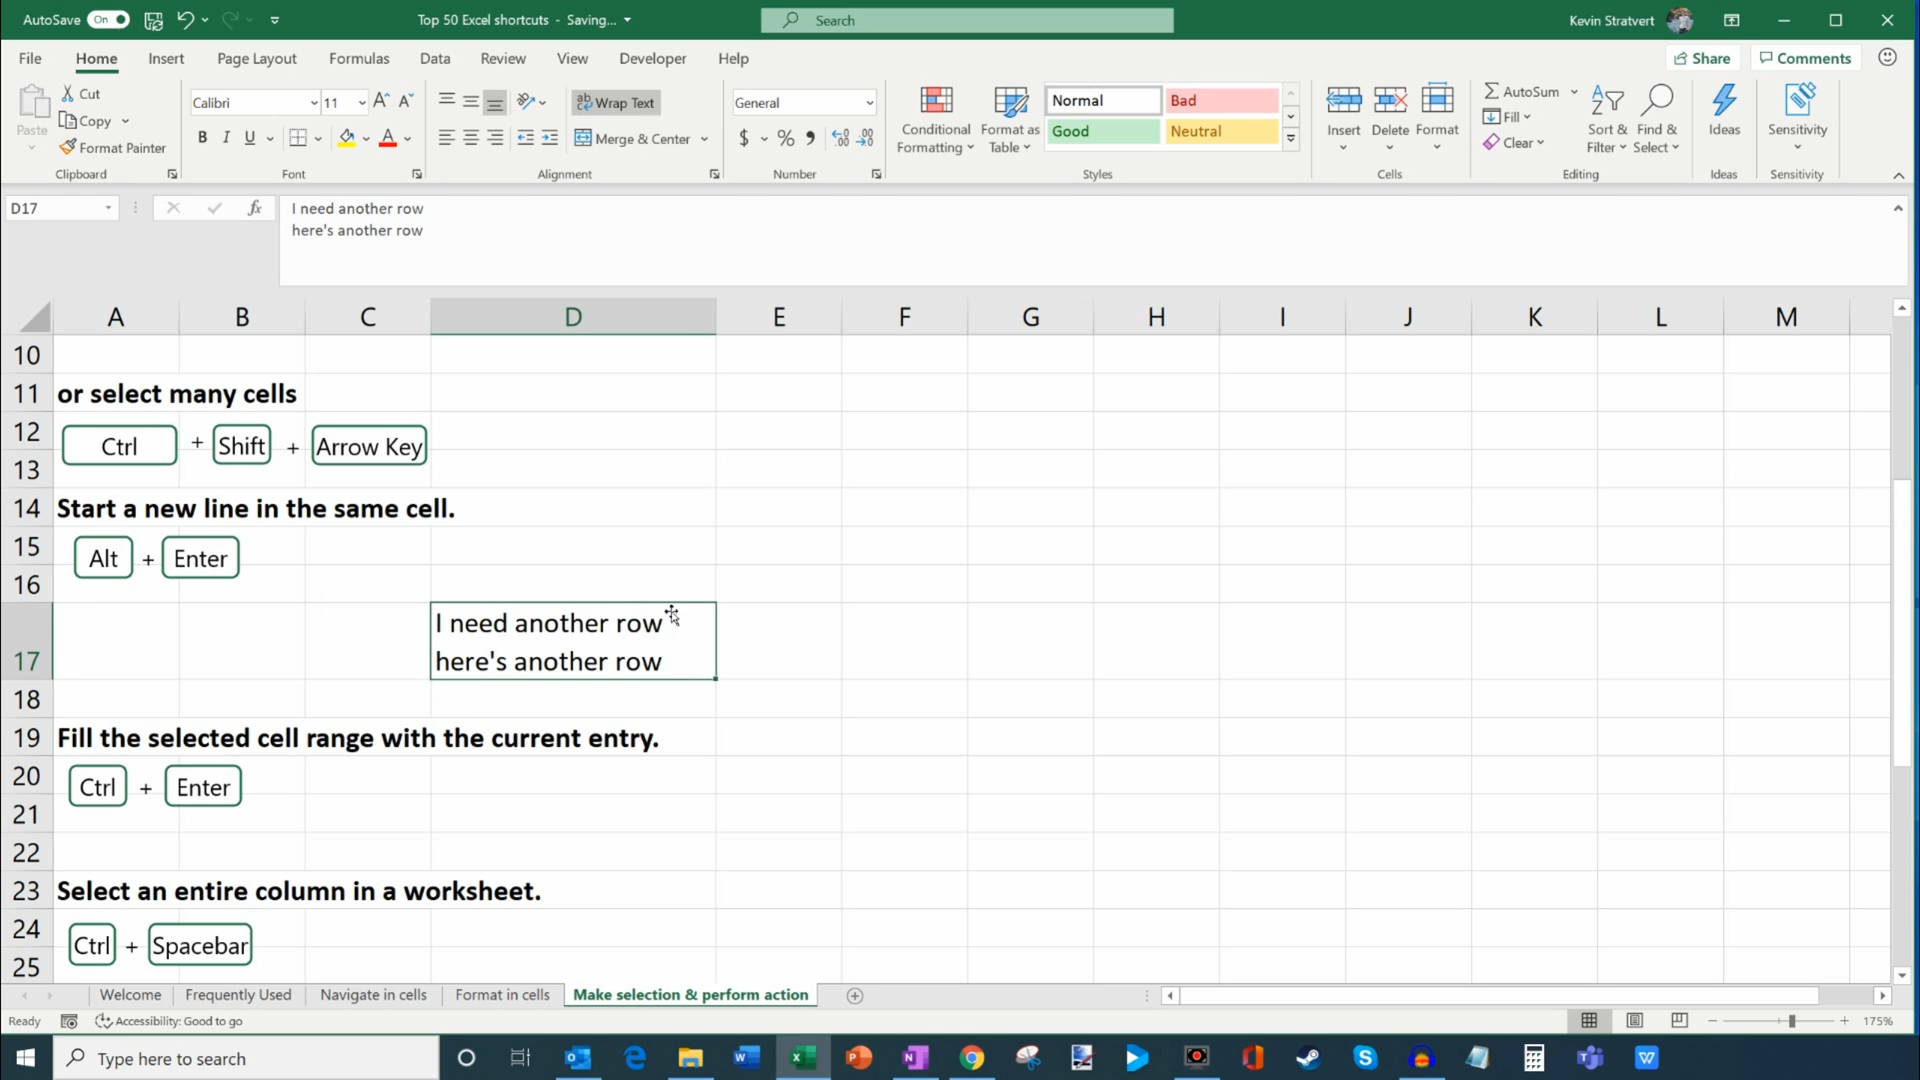 AutoSave On
Top 50 Excel shortcuts - Saving...
Search
Kevin Stratvert
File Home Insert Page Layout Formulas Data Review View Developer Help
Share Comments
Paste
Cut
Copy
Format Painter
Clipboard
Calibri 11
B I U
Font
Wrap Text
Merge & Center
Alignment
General
$ % ,
Number
Conditional Formatting
Format as Table
Normal Bad
Good Neutral
Styles
Insert Delete Format
Cells
AutoSum
Fill
Clear
Sort & Filter
Find & Select
Editing
Ideas
Ideas
Sensitivity
Sensitivity
D17
fx
I need another row
here's another row
A B C D E F G H I J K L M
10
11 or select many cells
12 Ctrl + Shift + Arrow Key
13
14 Start a new line in the same cell.
15 Alt + Enter
16
I need another row
17 here's another row
18
19 Fill the selected cell range with the current entry.
20 Ctrl + Enter
21
22
23 Select an entire column in a worksheet.
24 Ctrl + Spacebar
25
Welcome Frequently Used Navigate in cells Format in cells Make selection & perform action
Ready Accessibility: Good to go
175%
Type here to search